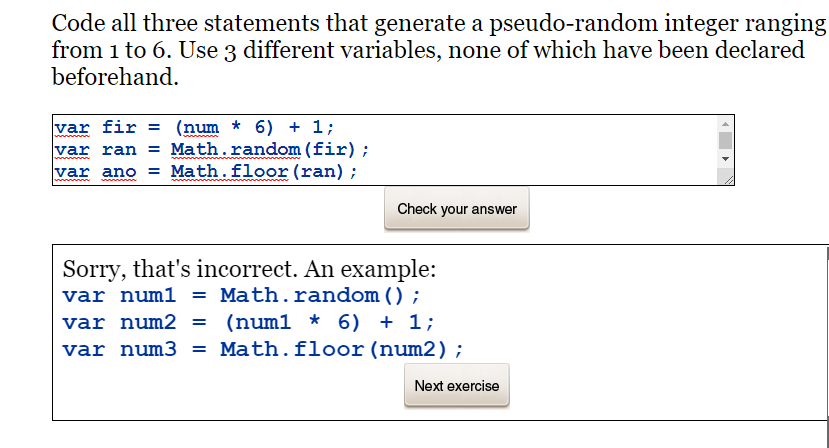 Code all three statements that generate a pseudo-random integer ranging
from 1 to 6. Use 3 different variables, none of which have been declared
beforehand.
var fir = (num * 6) + 1;
var ran = Math.random(fir);
var ano = Math.floor(ran);
Check your answer
Sorry, that's incorrect. An example:
var num1 = Math.random();
var num2 = (num1 * 6) + 1;
var num3 = Math.floor(num2);
Next exercise